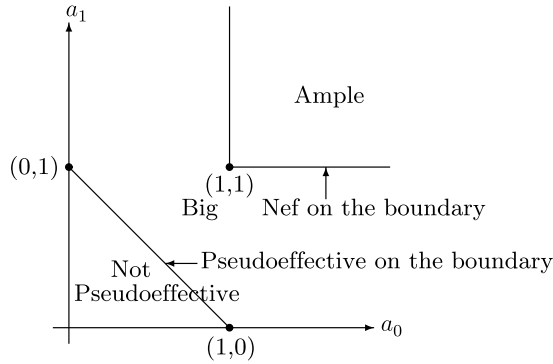 a₁
Ample
(0,1)
(1,1)
Big
Nef on the boundary
Pseudoeffective on the boundary
Not
Pseudoeffective
a₀
(1,0)